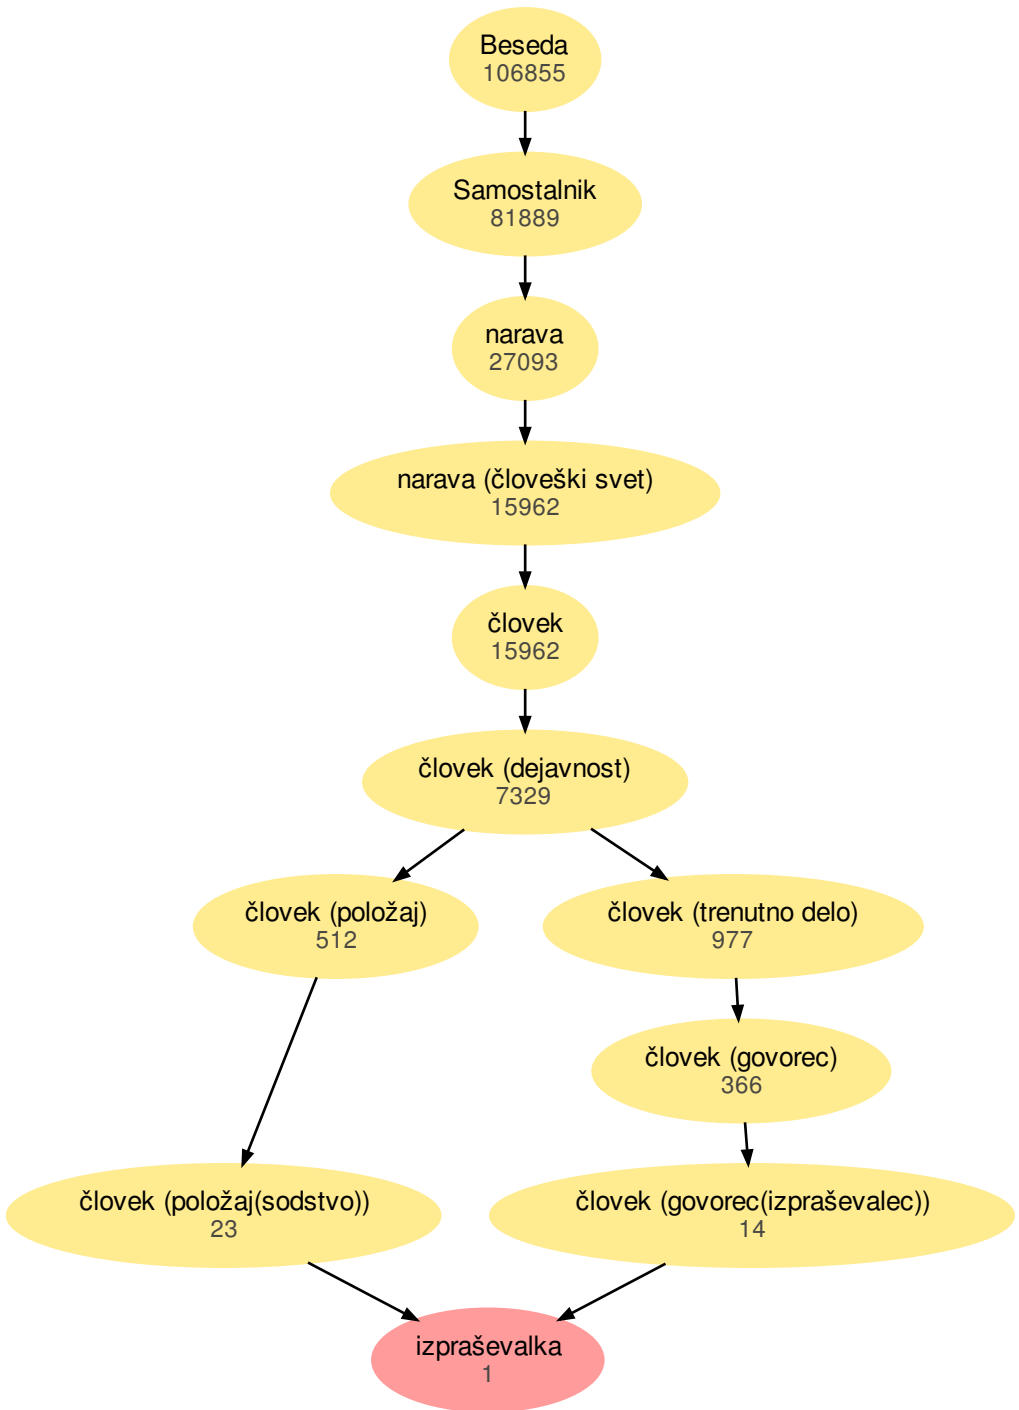 Beseda
106855
Samostalnik
81889
narava
27093
narava (človeški svet)
15962
človek
15962
človek (dejavnost)
7329
človek (položaj)
512
človek (trenutno delo)
977
človek (govorec)
366
človek (položaj(sodstvo))
23
človek (govorec(izpraševalec))
14
izpraševalka
1